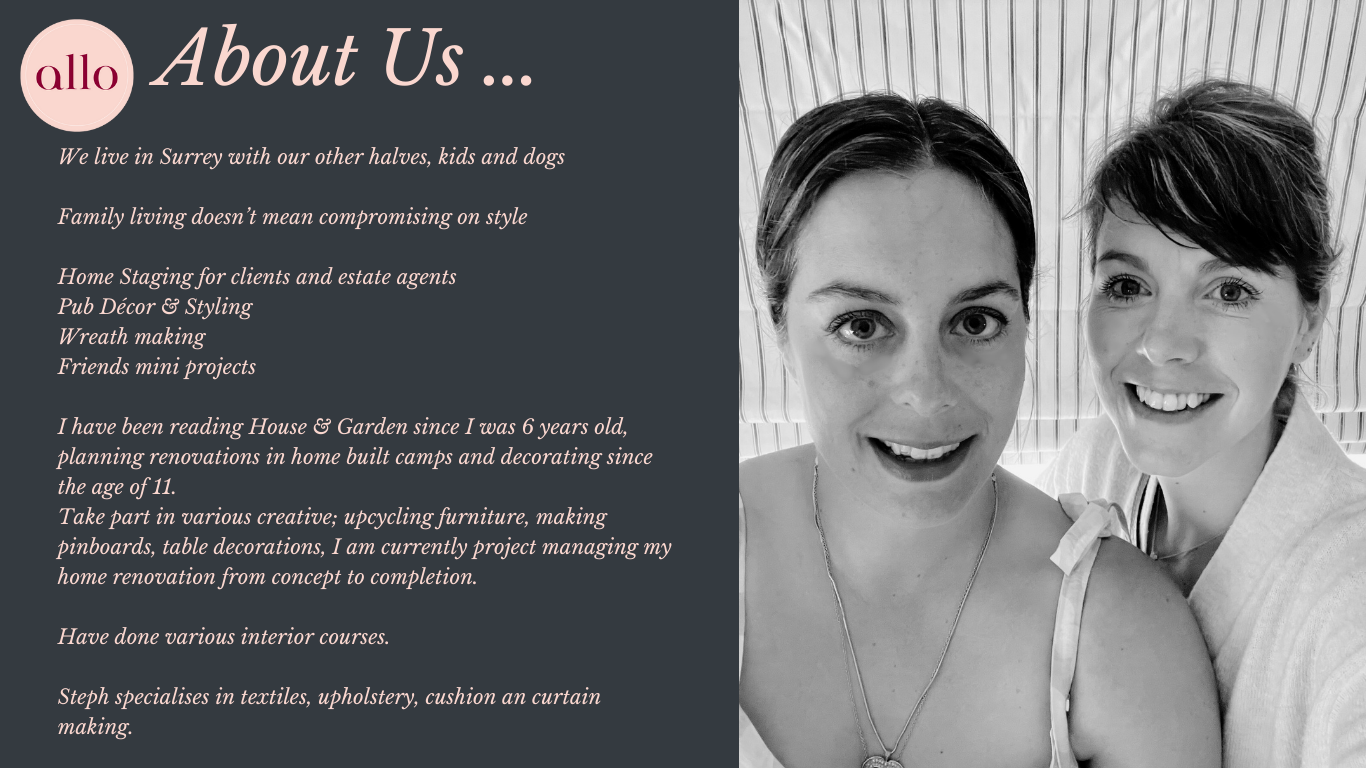 allo
About Us ...
We live in Surrey with our other halves, kids and dogs
Family living doesn't mean compromising on style
Home Staging for clients and estate agents
Pub Décor & Styling
Wreath making
Friends mini projects
I have been reading House & Garden since I was 6 years old,
planning renovations in home built camps and decorating since
the age of 11.
Take part in various creative; upcycling furniture, making
pinboards, table decorations, I am currently project managing my
home renovation from concept to completion.
Have done various interior courses.
Steph specialises in textiles, upholstery, cushion an curtain
making.